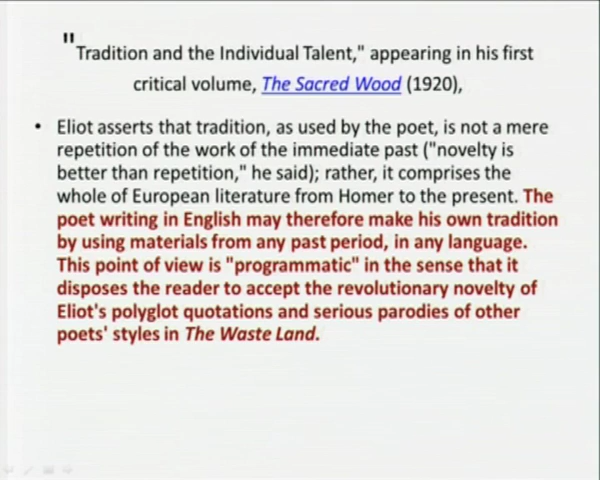 "Tradition and the Individual Talent," appearing in his first
critical volume, The Sacred Wood (1920),
• Eliot asserts that tradition, as used by the poet, is not a mere
repetition of the work of the immediate past ("novelty is
better than repetition," he said); rather, it comprises the
whole of European literature from Homer to the present. The
poet writing in English may therefore make his own tradition
by using materials from any past period, in any language.
This point of view is "programmatic" in the sense that it
disposes the reader to accept the revolutionary novelty of
Eliot's polyglot quotations and serious parodies of other
poets' styles in The Waste Land.